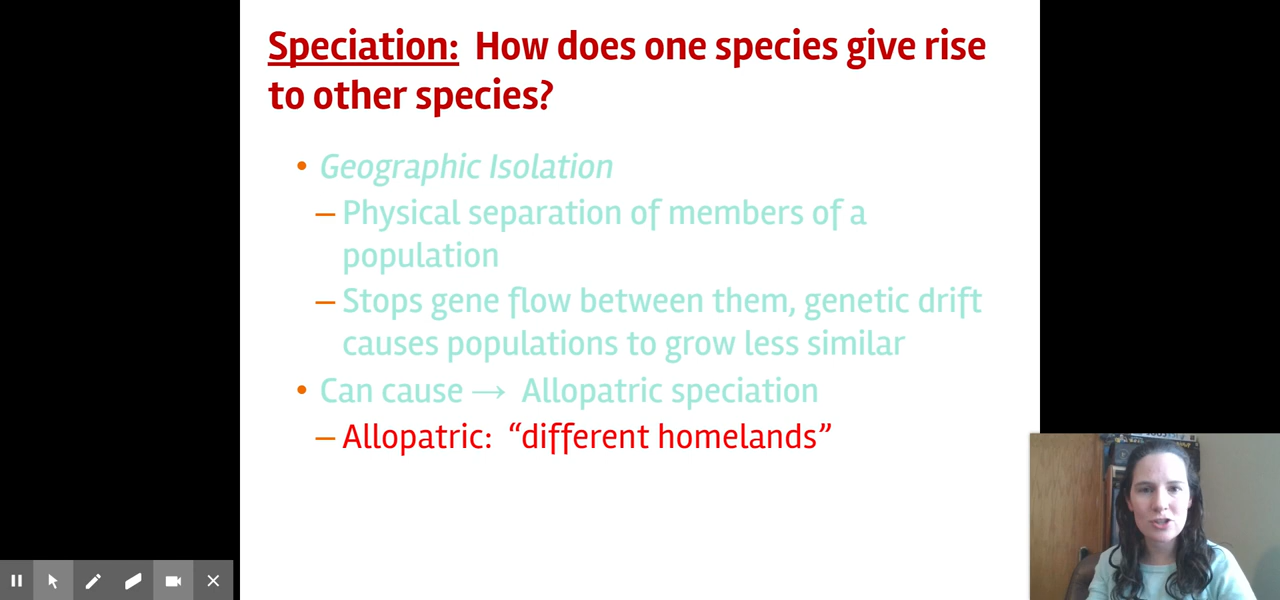 Speciation: How does one species give rise
to other species?
• Geographic Isolation
– Physical separation of members of a
population
– Stops gene flow between them, genetic drift
causes populations to grow less similar
• Can cause → Allopatric speciation
– Allopatric: “different homelands”